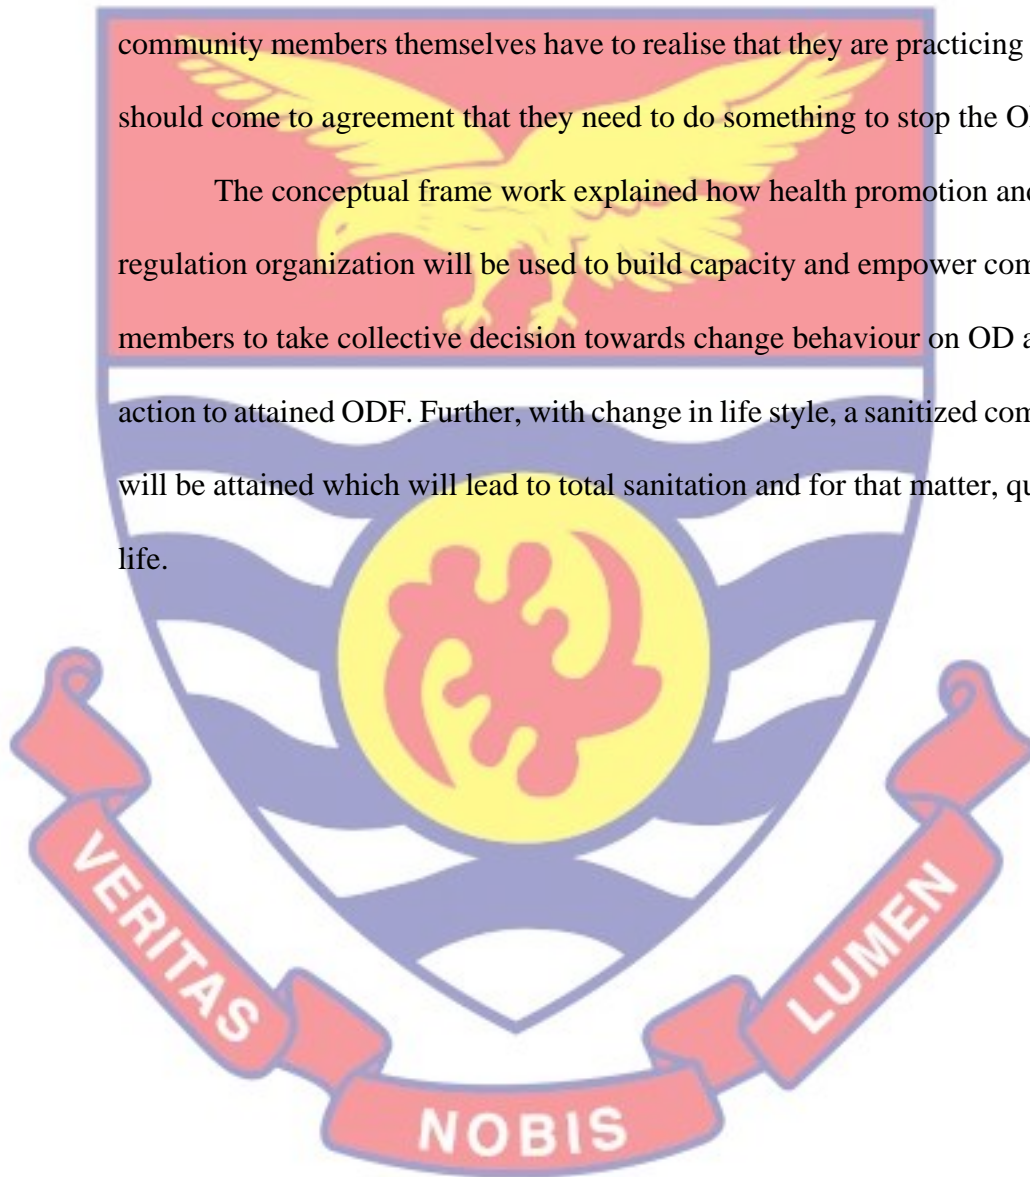 community members themselves have to realise that they are practicing
should come to agreement that they need to do something to stop the
The conceptual frame work explained how health promotion and
regulation organization will be used to build capacity and empower
members to take collective decision towards change behaviour on OD
action to attained ODF. Further, with change in life style, a sanitized
will be attained which will lead to total sanitation and for that matter,
life.
VERITAS
NOBIS
LUMEN